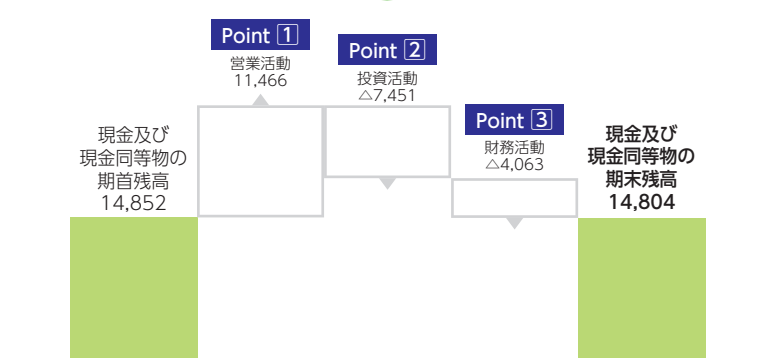 Point 1
営業活動
11,466
Point 2
投資活動
△7,451
Point 3
財務活動
△4,063
現金及び
現金同等物の
期首残高
14,852
現金及び
現金同等物の
期末残高
14,804